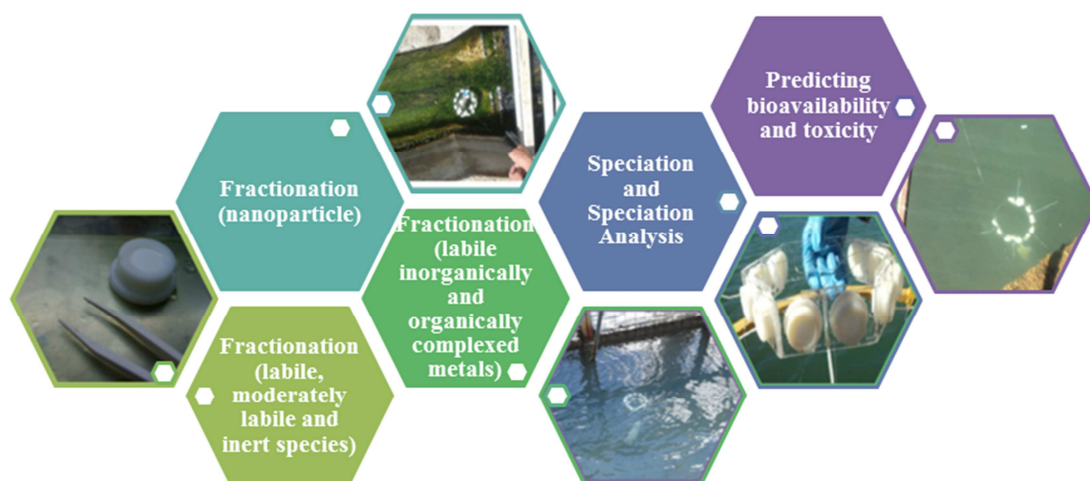 Fractionation
(nanoparticle)
Fractionation
(labile,
moderately
labile and
inert species)
Fractionation
(labile
inorganically
and
organically
complexed
metals)
Speciation
and
Speciation
Analysis
Predicting
bioavailability
and toxicity